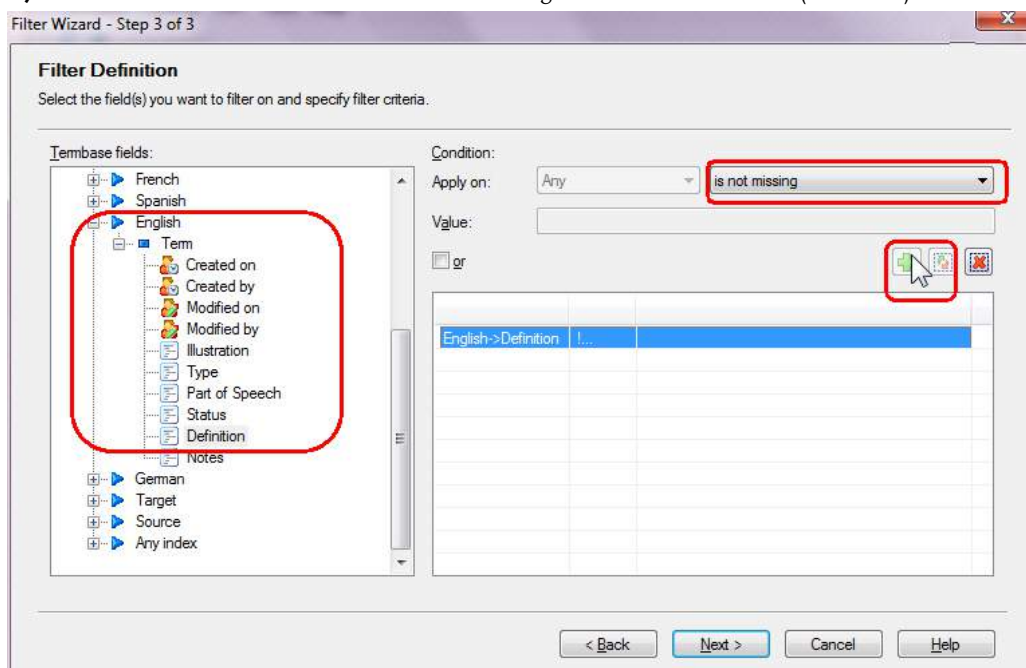 Filter Wizard - Step 3 of 3
Filter Definition
Select the field(s) you want to filter on and specify filter criteria.
Termbase fields:
French
Spanish
English
Term
Created on
Created by
Modified on
Modified by
Illustration
Type
Part of Speech
Status
Definition
Notes
German
Target
Source
Any index
Condition:
Apply on: Any is not missing
Value:
or
English->Definition !...
< Back Next > Cancel Help